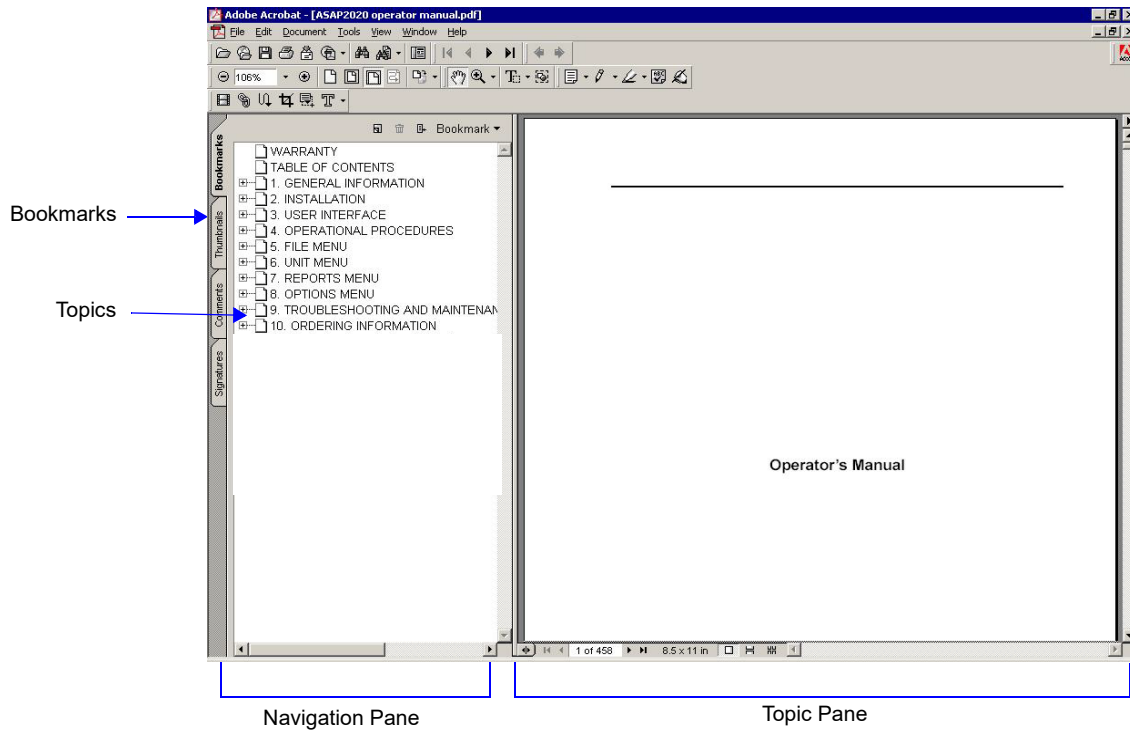 Adobe Acrobat - [ASAP2020 operator manual.pdf]
File Edit Document Tools View Window Help
106%
Bookmark
Bookmarks
Thumbnails
Comments
Signatures
WARRANTY
TABLE OF CONTENTS
1. GENERAL INFORMATION
2. INSTALLATION
3. USER INTERFACE
4. OPERATIONAL PROCEDURES
5. FILE MENU
6. UNIT MENU
7. REPORTS MENU
8. OPTIONS MENU
9. TROUBLESHOOTING AND MAINTENAN
10. ORDERING INFORMATION
Bookmarks
Topics
Operator's Manual
1 of 458 8.5 x 11 in
Navigation Pane
Topic Pane